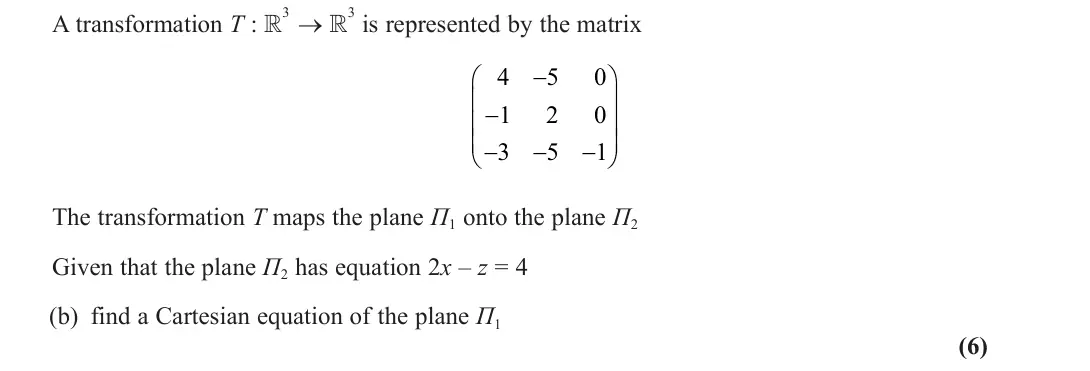 A transformation T : ℝ³ → ℝ³ is represented by the matrix
4 –5 0
–1 2 0
–3 –5 –1
The transformation T maps the plane Π₁ onto the plane Π₂
Given that the plane Π₂ has equation 2x – z = 4
(b) find a Cartesian equation of the plane Π₁
(6)